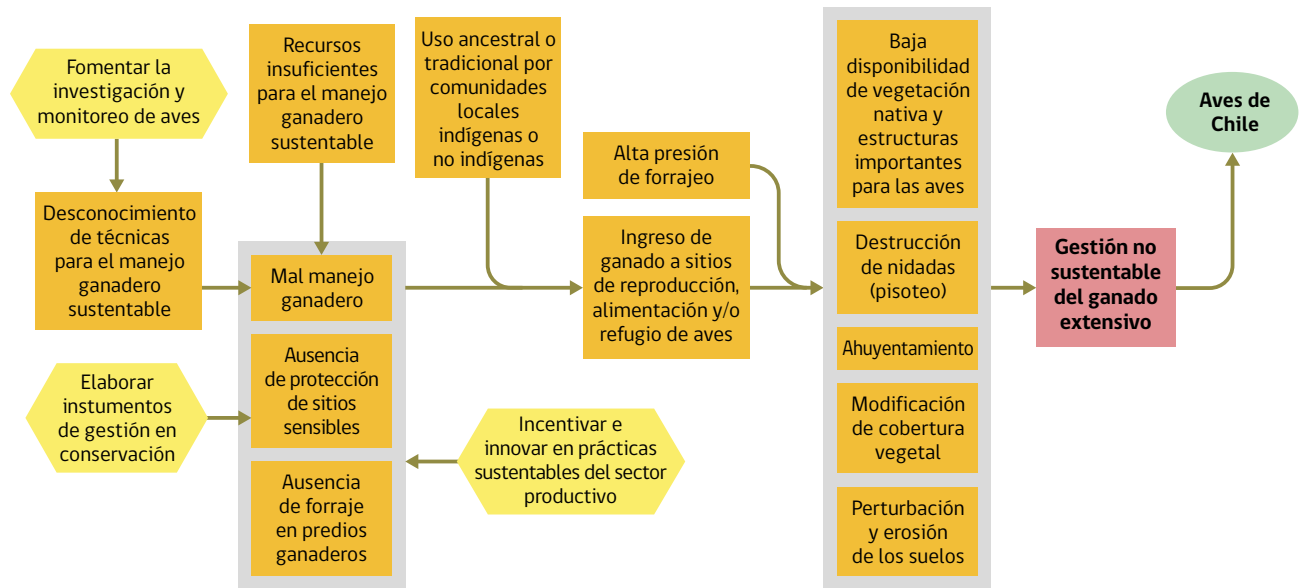 Fomentar la
investigación y
monitoreo de aves
Desconocimiento
de técnicas
para el manejo
ganadero
sustentable
Elaborar
instumentos
de gestión en
conservación
Recursos
insuficientes
para el manejo
ganadero
sustentable
Mal manejo
ganadero
Ausencia
de protección
de sitios
sensibles
Ausencia
de forraje
en predios
ganaderos
Uso ancestral o
tradicional por
comunidades
locales
indígenas o
no indígenas
Incentivar e
innovar en prácticas
sustentables del sector
productivo
Alta presión
de forrajeo
Ingreso de
ganado a sitios
de reproducción,
alimentación y/o
refugio de aves
Baja
disponibilidad
de vegetación
nativa y
estructuras
importantes
para las aves
Destrucción
de nidadas
(pisoteo)
Ahuyentamiento
Modificación
de cobertura
vegetal
Perturbación
y erosión
de los suelos
Gestión no
sustentable
del ganado
extensivo
Aves de
Chile